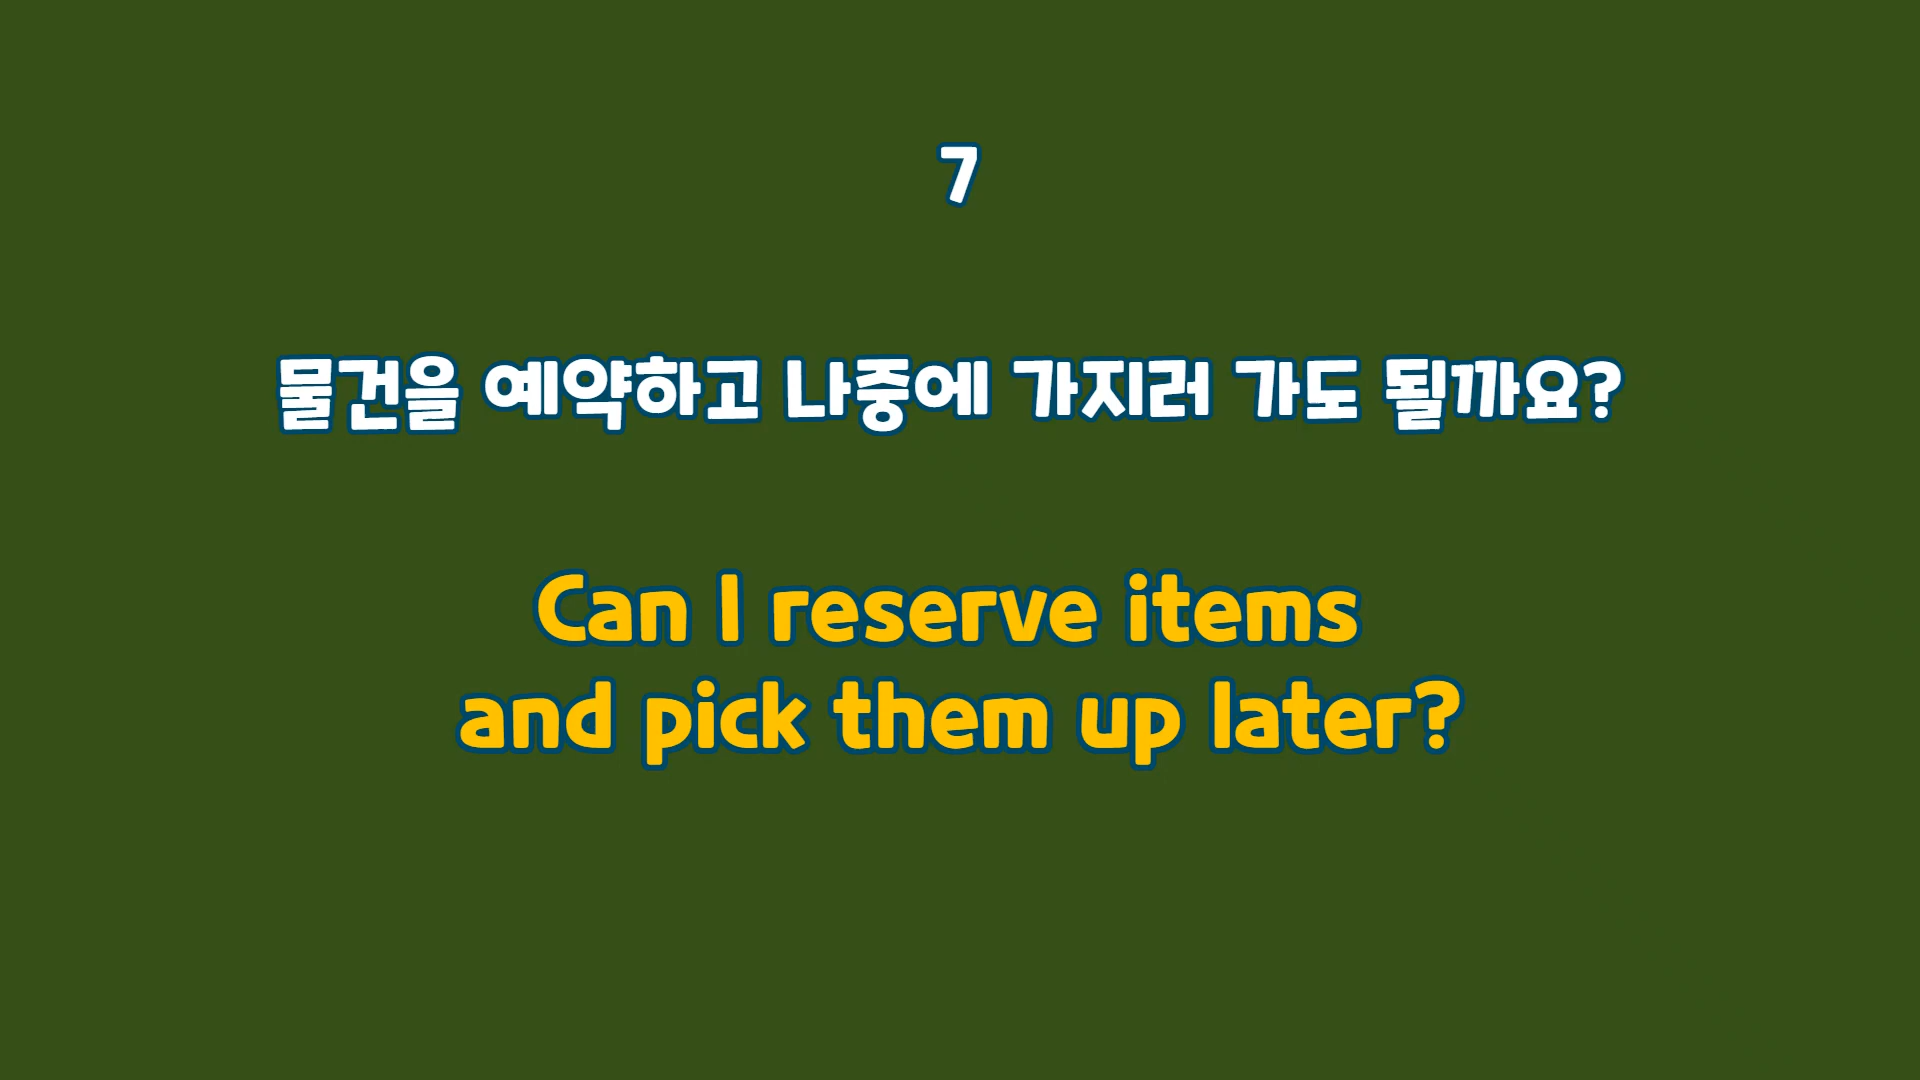 7
물건을 예약하고 나중에 가지러 가도 될까요?
Can I reserve items
and pick them up later?